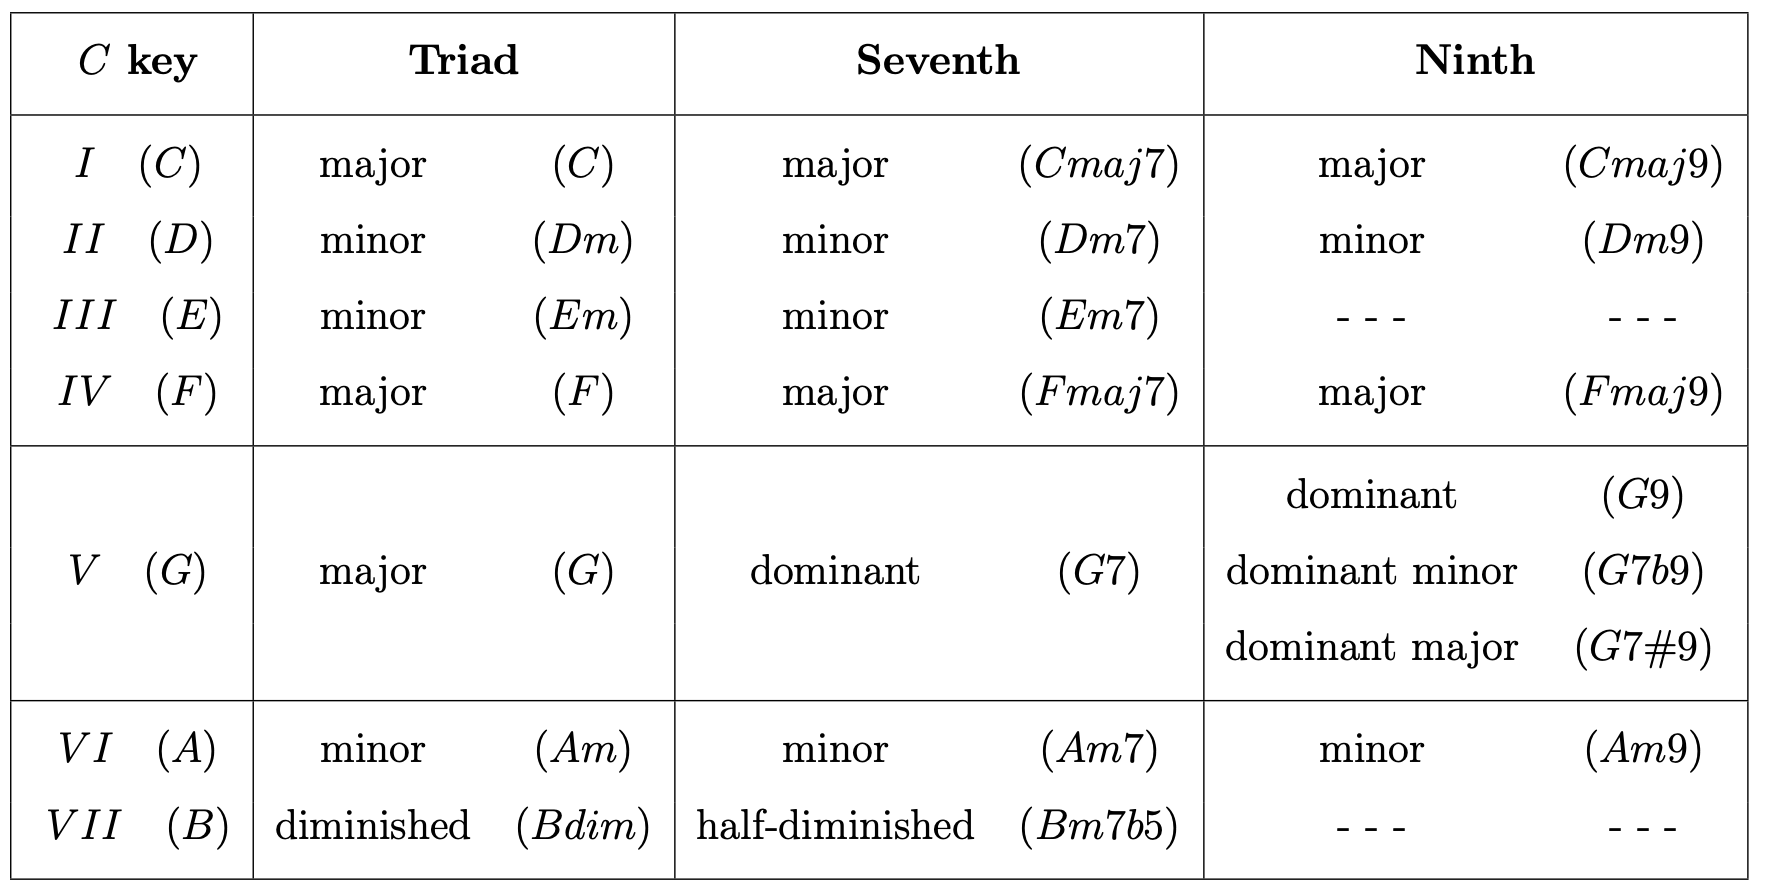 C key Triad Seventh Ninth
I (C) major (C) major (Cmaj7) major (Cmaj9)
II (D) minor (Dm) minor (Dm7) minor (Dm9)
III (E) minor (Em) minor (Em7) - - - - - -
IV (F) major (F) major (Fmaj7) major (Fmaj9)
dominant (G9)
V (G) major (G) dominant (G7) dominant minor (G7b9)
dominant major (G7#9)
VI (A) minor (Am) minor (Am7) minor (Am9)
VII (B) diminished (Bdim) half-diminished (Bm7b5) - - - - - -